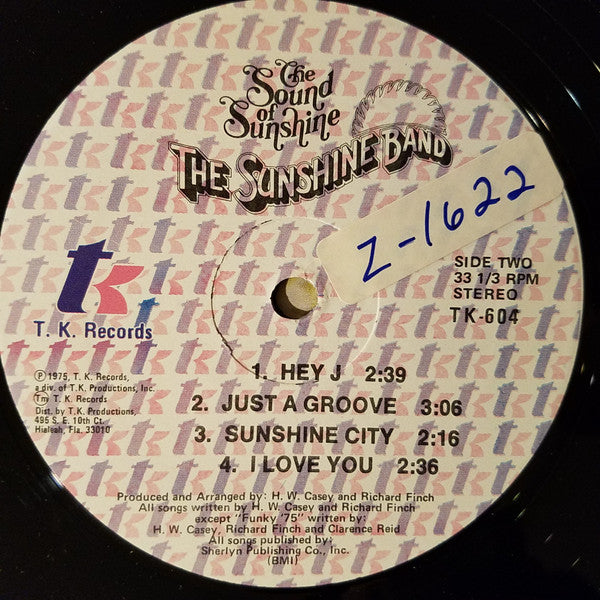 The
Sound
of
Sunshine
THE SUNSHINE BAND
Z-1622
SIDE TWO
33 1/3 RPM
STEREO
TK-604
tk
T. K. Records
℗1975, T. K. Records,
a div. of T. K. Productions, Inc.
Tm T. K. Records
Dist. by T.K. Productions,
495 S. E. 10th Ct.
Hialeah, Fla. 33010
1. HEY J 2:39
2. JUST A GROOVE 3:06
3. SUNSHINE CITY 2:16
4. I LOVE YOU 2:36
Produced and Arranged by: H. W. Casey and Richard Finch
All songs written by H. W. Casey and Richard Finch
except "Funky '75" written by:
H. W. Casey, Richard Finch and Clarence Reid
All songs published by:
Sherlyn Publishing Co., Inc.
(BMI)